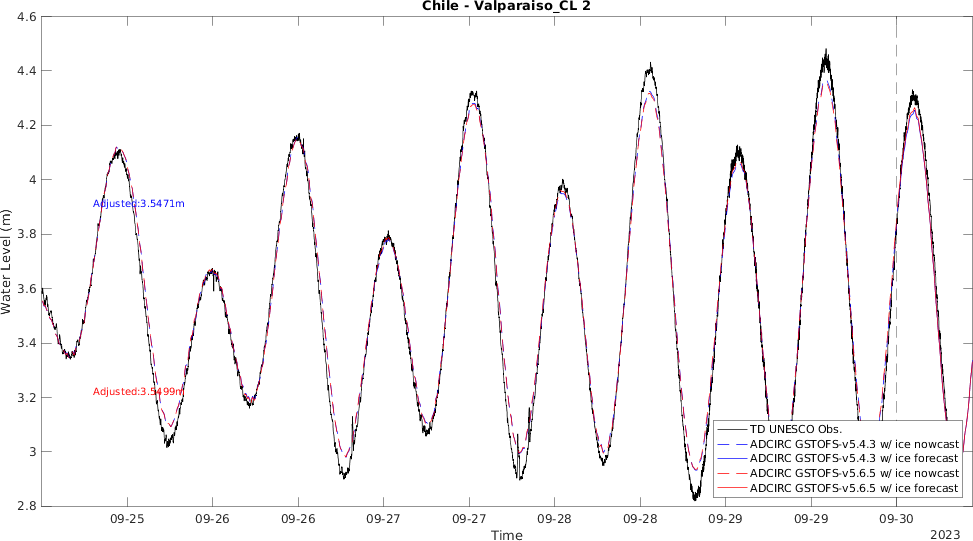 Chile - Valparaiso_CL 2
4.6
4.4
4.2
4
3.8
3.6
3.4
3.2
3
2.8
Water Level (m)
Adjusted:3.5471m
Adjusted:3.5499m
TD UNESCO Obs.
ADCIRC GSTOFS-v5.4.3 w/ ice nowcast
ADCIRC GSTOFS-v5.4.3 w/ ice forecast
ADCIRC GSTOFS-v5.6.5 w/ ice nowcast
ADCIRC GSTOFS-v5.6.5 w/ ice forecast
09-25 09-26 09-26 09-27 09-27 09-28 09-28 09-29 09-29 09-30
Time
2023